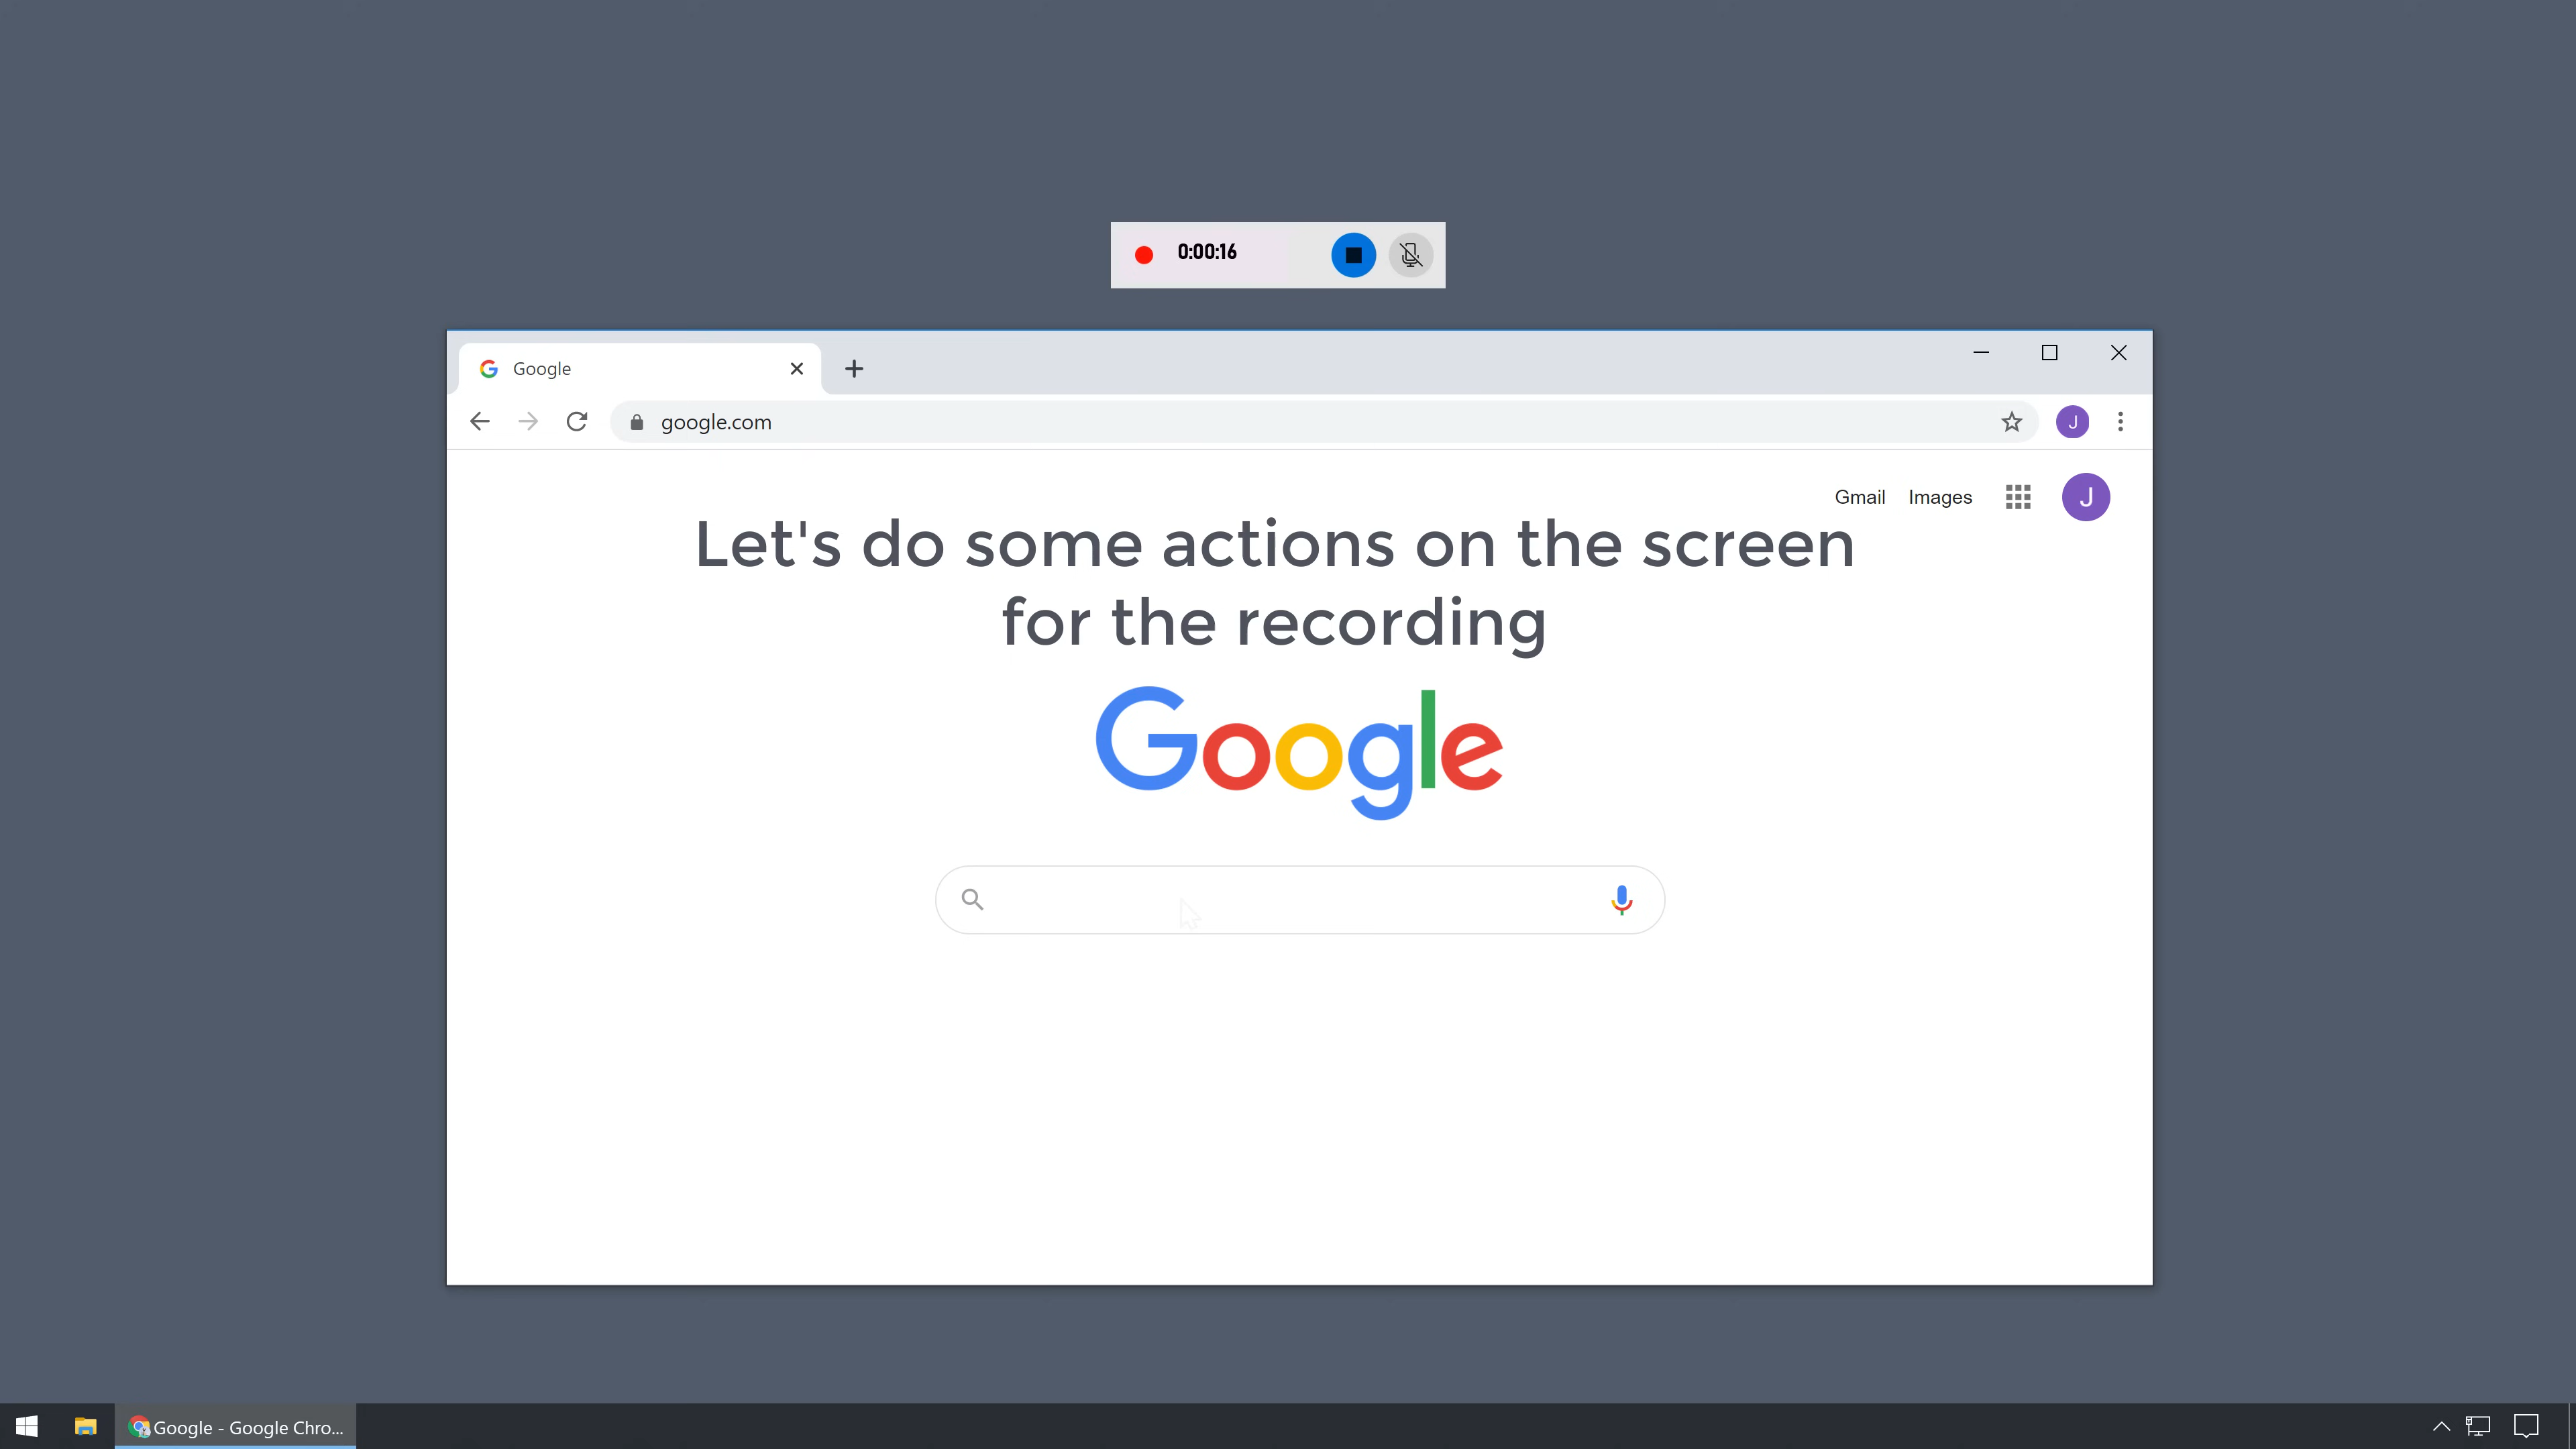 0:00:16
Google
google.com
J
Gmail Images J
Let's do some actions on the screen
for the recording
Google
Google - Google Chro...